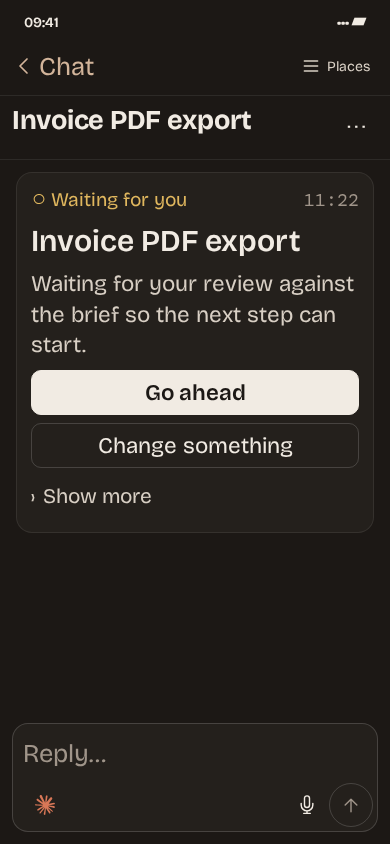 09:41
Chat
Places
Invoice PDF export
...
Waiting for you
11:22
Invoice PDF export
Waiting for your review against
the brief so the next step can
start.
Go ahead
Change something
› Show more
Reply...